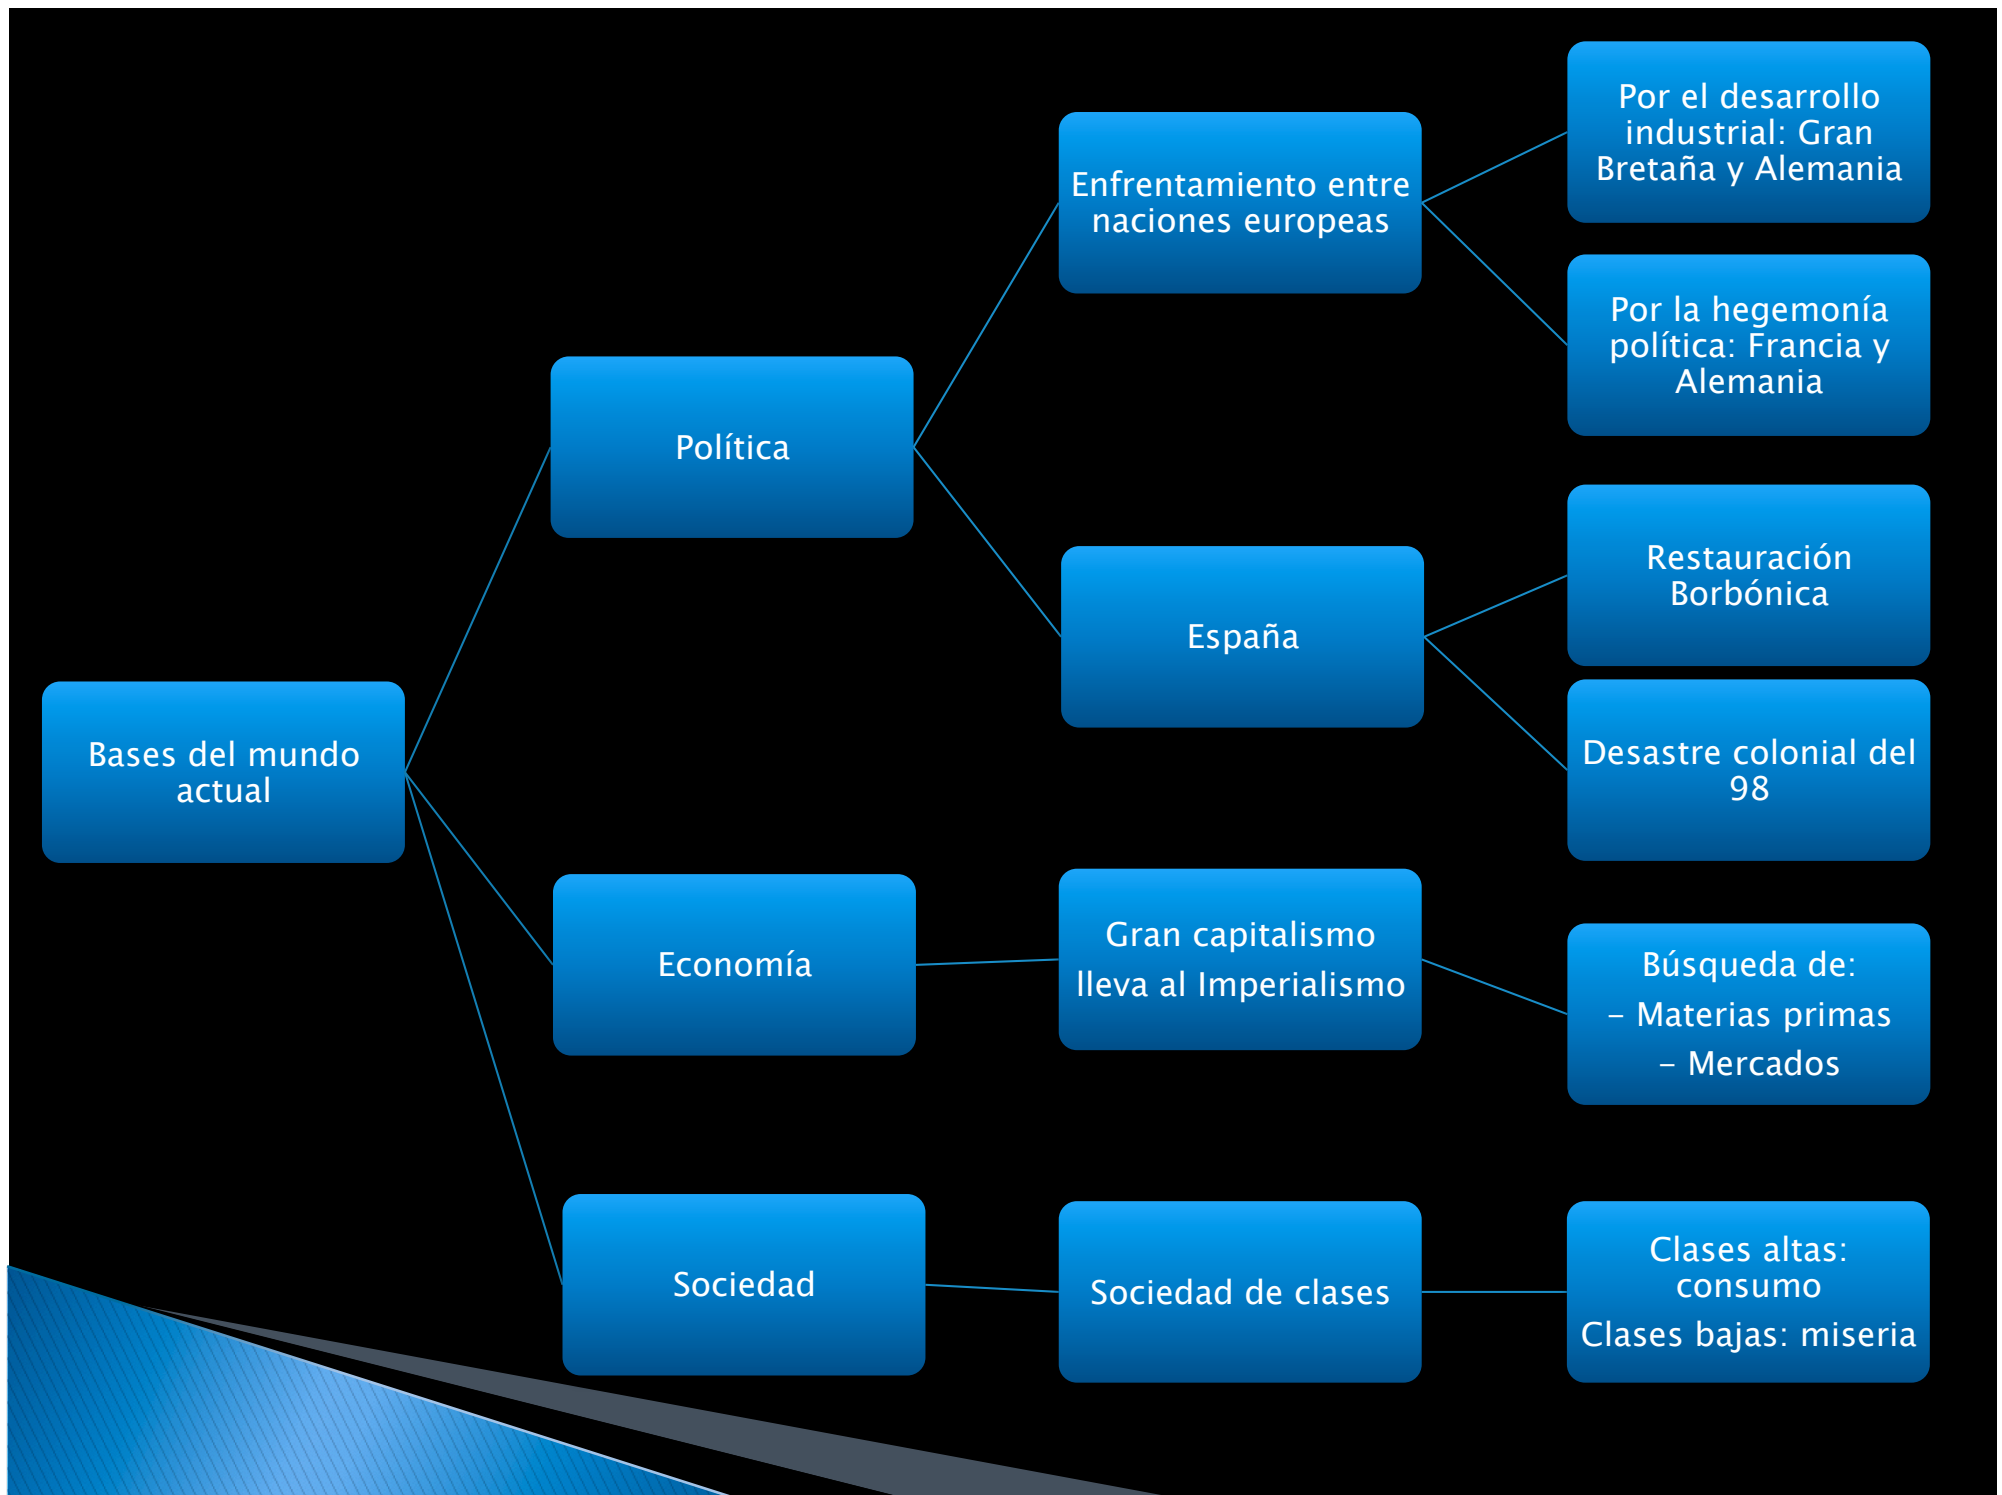 Bases del mundo
actual
Política
Enfrentamiento entre
naciones europeas
Por el desarrollo
industrial: Gran
Bretaña y Alemania
Por la hegemonía
política: Francia y
Alemania
España
Restauración
Borbónica
Desastre colonial del
98
Economía
Gran capitalismo
lleva al Imperialismo
Búsqueda de:
– Materias primas
– Mercados
Sociedad
Sociedad de clases
Clases altas:
consumo
Clases bajas: miseria